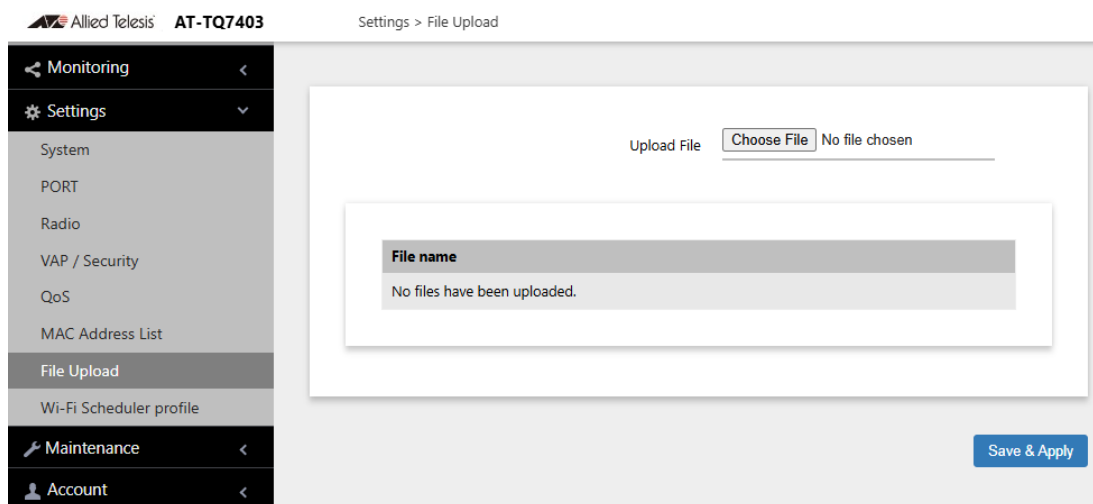 Allied Telesis AT-TQ7403 Settings > File Upload
Monitoring
Settings
System
PORT
Radio
VAP / Security
QoS
MAC Address List
File Upload
Wi-Fi Scheduler profile
Maintenance
Account
Upload File Choose File No file chosen
File name
No files have been uploaded.
Save & Apply